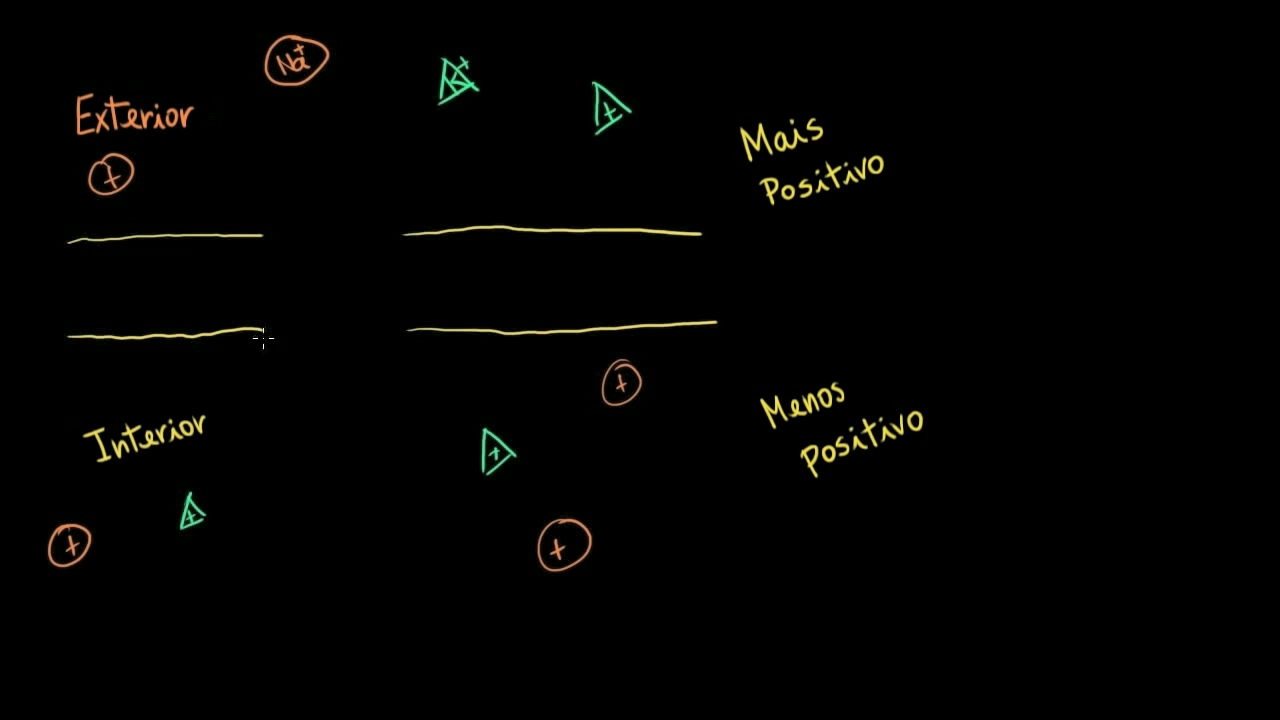 Na+
K+
+
Exterior
Mais
Positivo
+
+
Menos
positivo
Interior
+
+
+
+